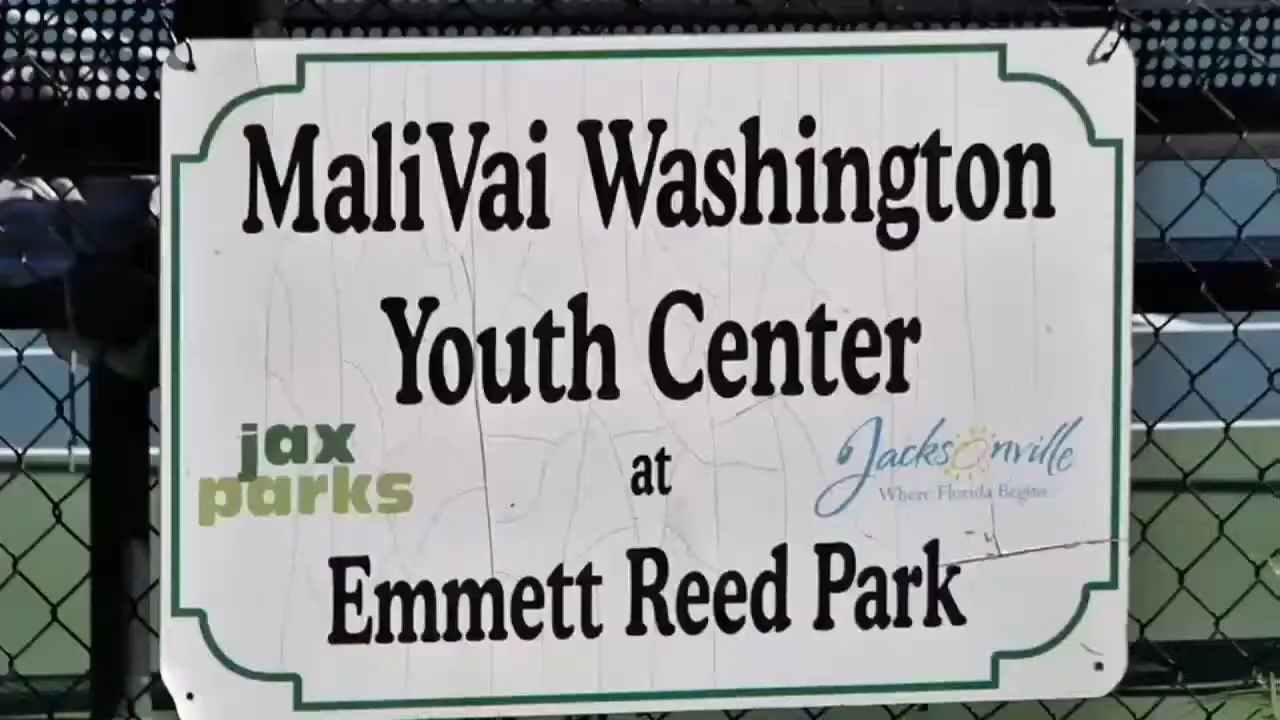 MaliVai Washington
Youth Center
jax
parks
at
Jacksonville
Where Florida Begins
Emmett Reed Park